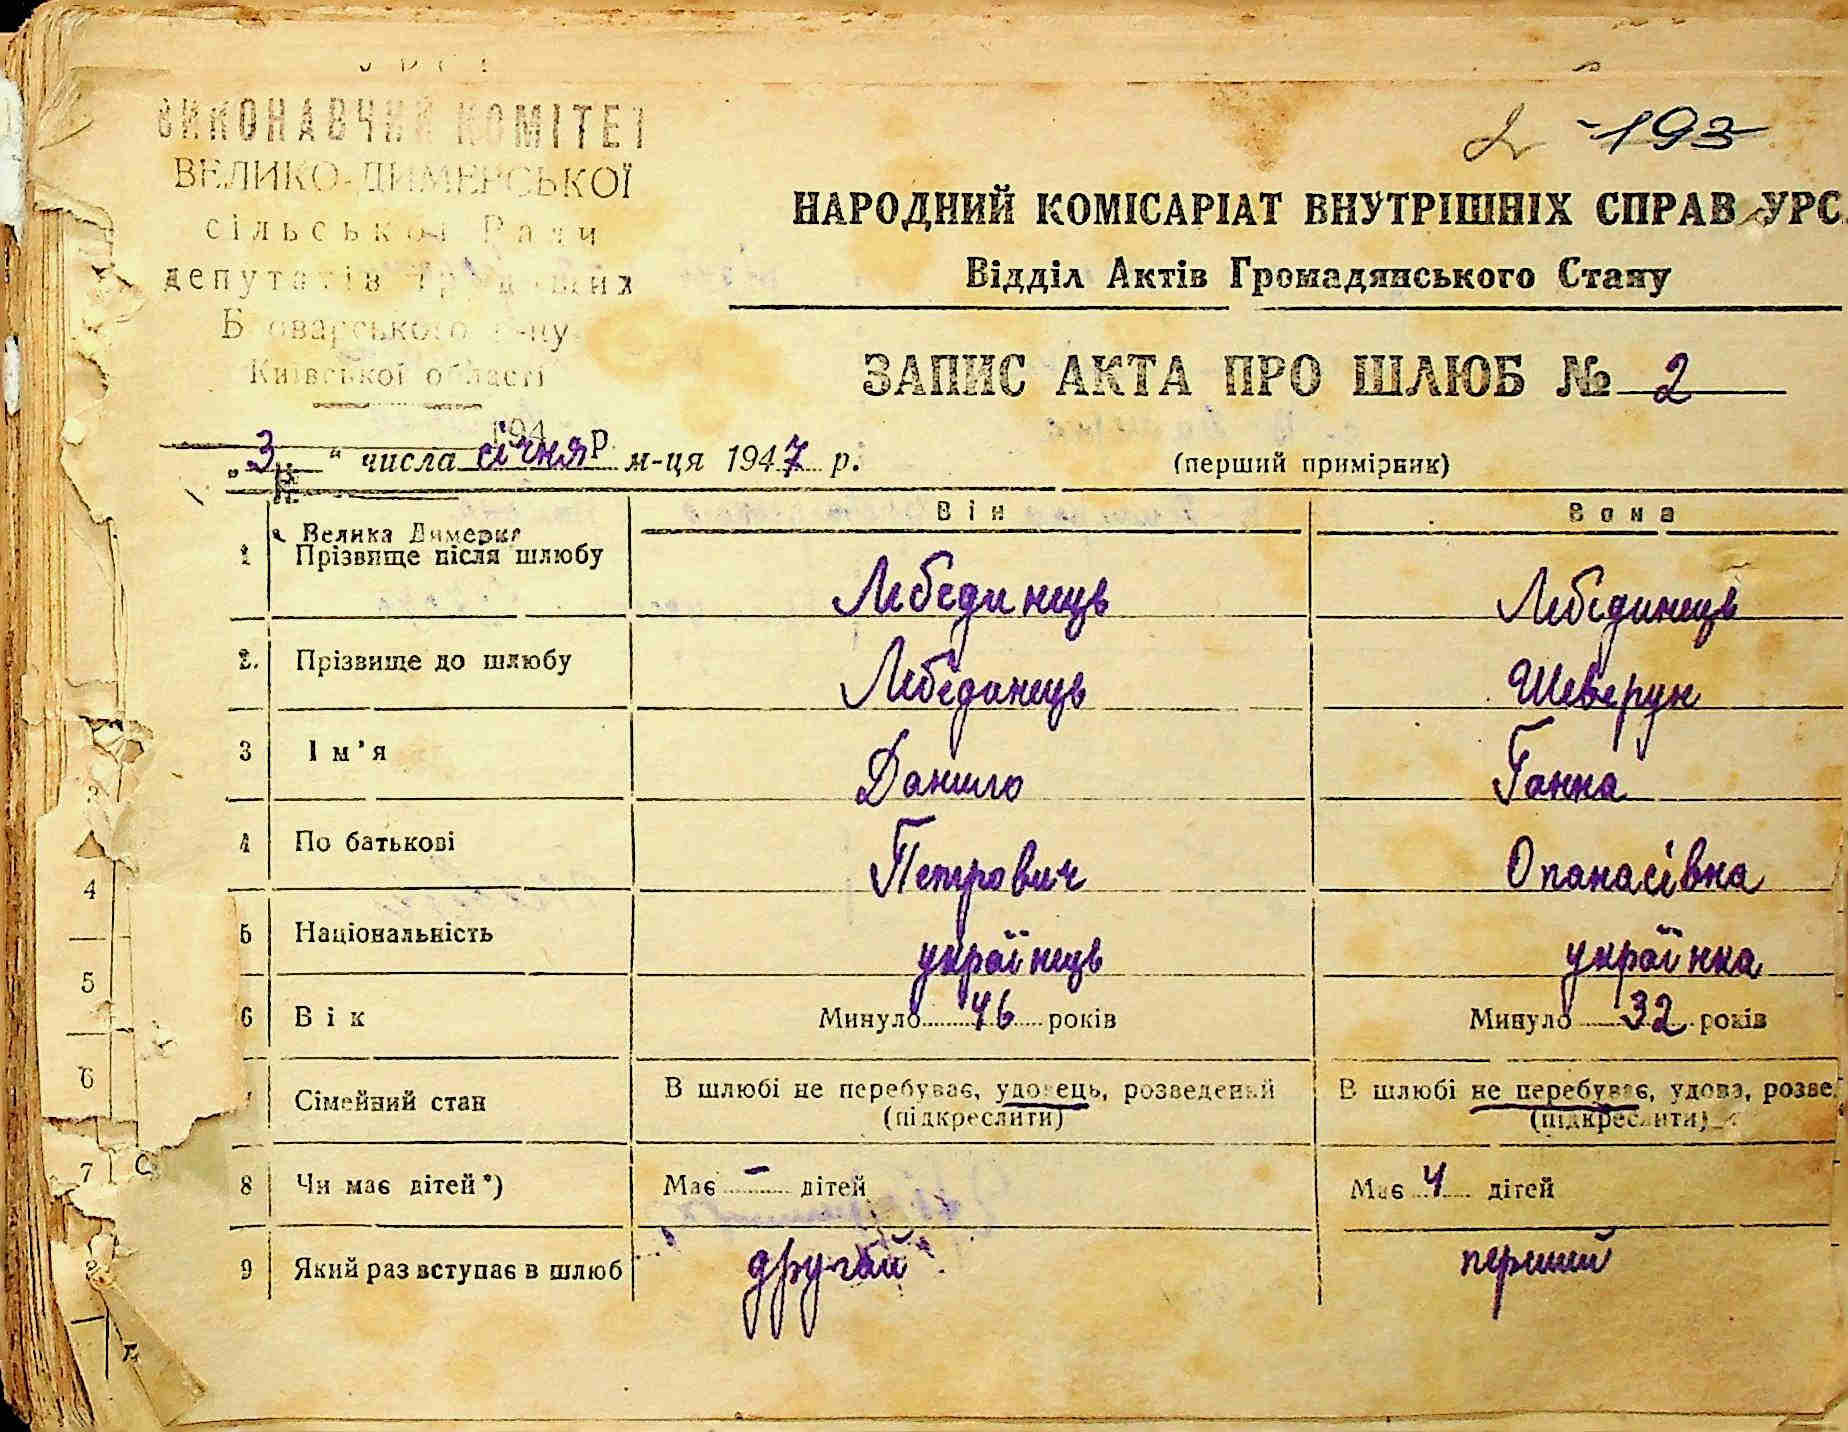 ВИКОНАВЧИЙ КОМІТЕТ
ВЕЛИКО-ДИМЕРСЬКОЇ
сільської Ради
депутатів
Броварського р-ну
Київської області
194 р.
Велика Димерка
-193
НАРОДНИЙ КОМІСАРІАТ ВНУТРІШНІХ СПРАВ УРС
Відділ Актів Громадянського Стану
ЗАПИС АКТА ПРО ШЛЮБ № 2
„3" числа січня м-ця 1947 р. (перший примірник)
Він Вона
1 Прізвище після шлюбу Лебединець Лебединець
2. Прізвище до шлюбу Лебединець Шеверун
3 Ім’я Данило Ганна
4 По батькові Петрович Опанасівна
5 Національність українець українка
6 Вік Минуло 46 років Минуло 32 років
Сімейний стан В шлюбі не перебуває, удовець, розведений В шлюбі не перебуває, удова, розве
(підкреслити) (підкреслити)
8 Чи має дітей*) Має – дітей Має 4 дітей
9 Який раз вступає в шлюб другий перший
4
5
6
7